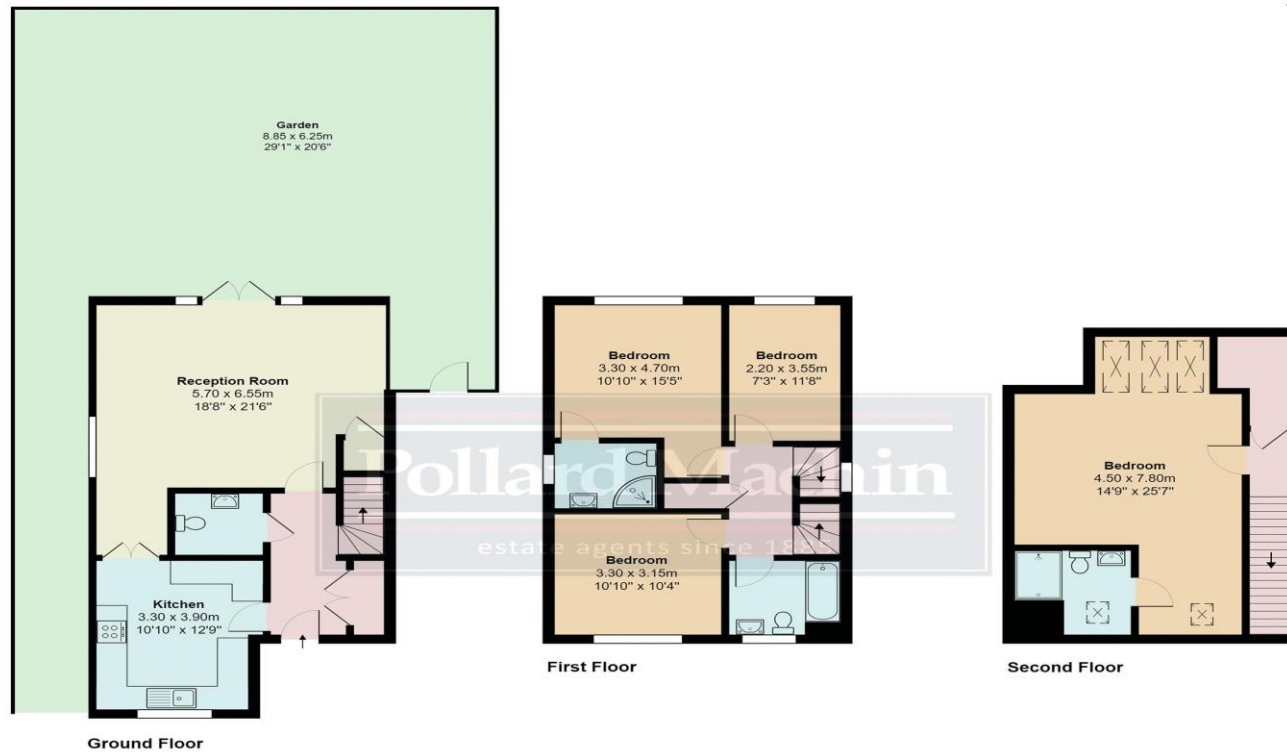 Garden
8.85 x 6.25m
29'1" x 20'6"
Reception Room
5.70 x 6.55m
18'8" x 21'6"
Kitchen
3.30 x 3.90m
10'10" x 12'9"
Ground Floor
Bedroom
3.30 x 4.70m
10'10" x 15'5"
Bedroom
2.20 x 3.55m
7'3" x 11'8"
Bedroom
3.30 x 3.15m
10'10" x 10'4"
First Floor
Bedroom
4.50 x 7.80m
14'9" x 25'7"
Second Floor
Pollard Machin
estate agents since 1885